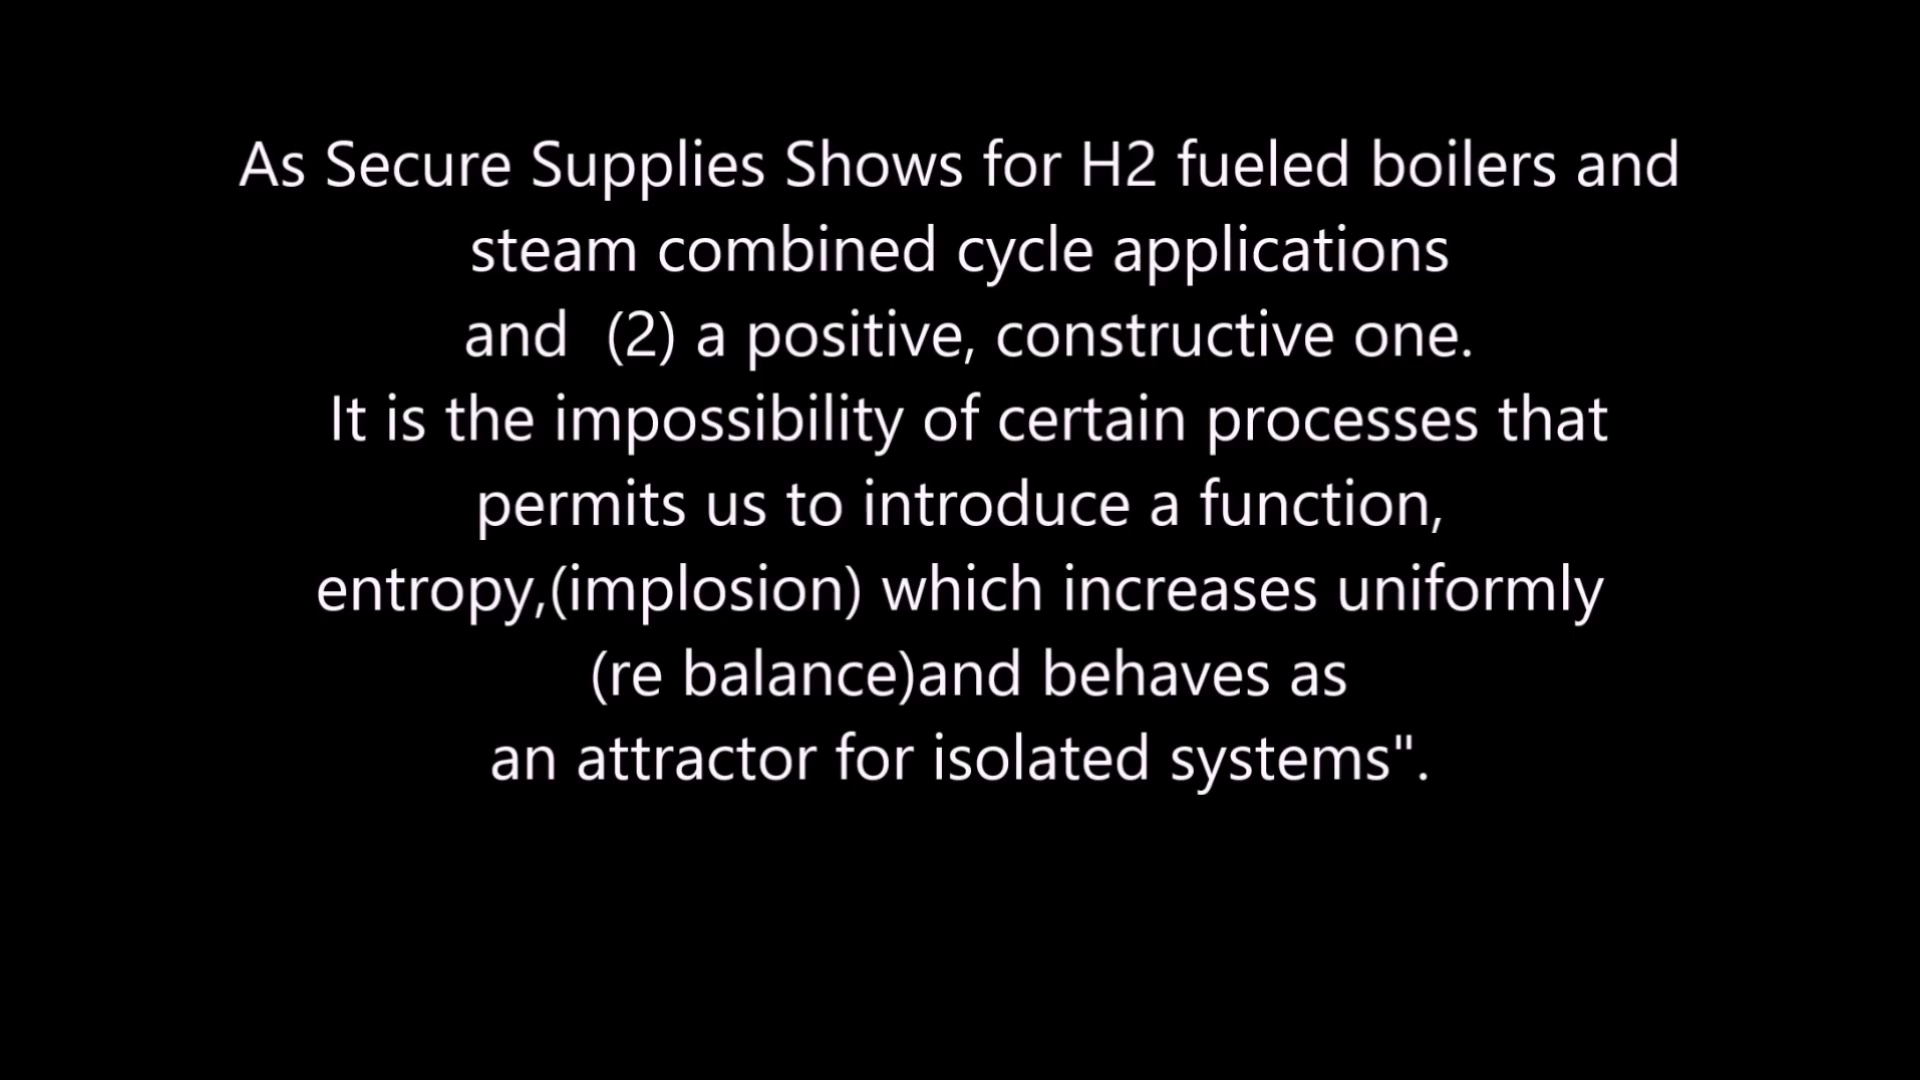 As Secure Supplies Shows for H2 fueled boilers and
steam combined cycle applications
and  (2) a positive, constructive one.
It is the impossibility of certain processes that
permits us to introduce a function,
entropy,(implosion) which increases uniformly
(re balance)and behaves as
an attractor for isolated systems".